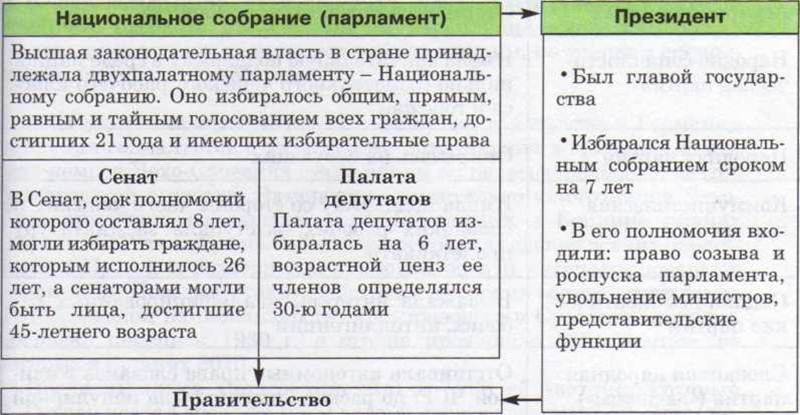 Национальное собрание (парламент)
Высшая законодательная власть в стране принад-
лежала двухпалатному парламенту – Националь-
ному собранию. Оно избиралось общим, прямым,
равным и тайным голосованием всех граждан, до-
стигших 21 года и имеющих избирательные права
Сенат
В Сенат, срок полномочий
которого составлял 8 лет,
могли избирать граждане,
которым исполнилось 26
лет, а сенаторами могли
быть лица, достигшие
45-летнего возраста
Палата
депутатов
Палата депутатов из-
биралась на 6 лет,
возрастной ценз ее
членов определялся
30-ю годами
Президент
• Был главой государ-
ства
• Избирался Националь-
ным собранием сроком
на 7 лет
• В его полномочия вхо-
дили: право созыва и
роспуска парламента,
увольнение министров,
представительские
функции
Правительство